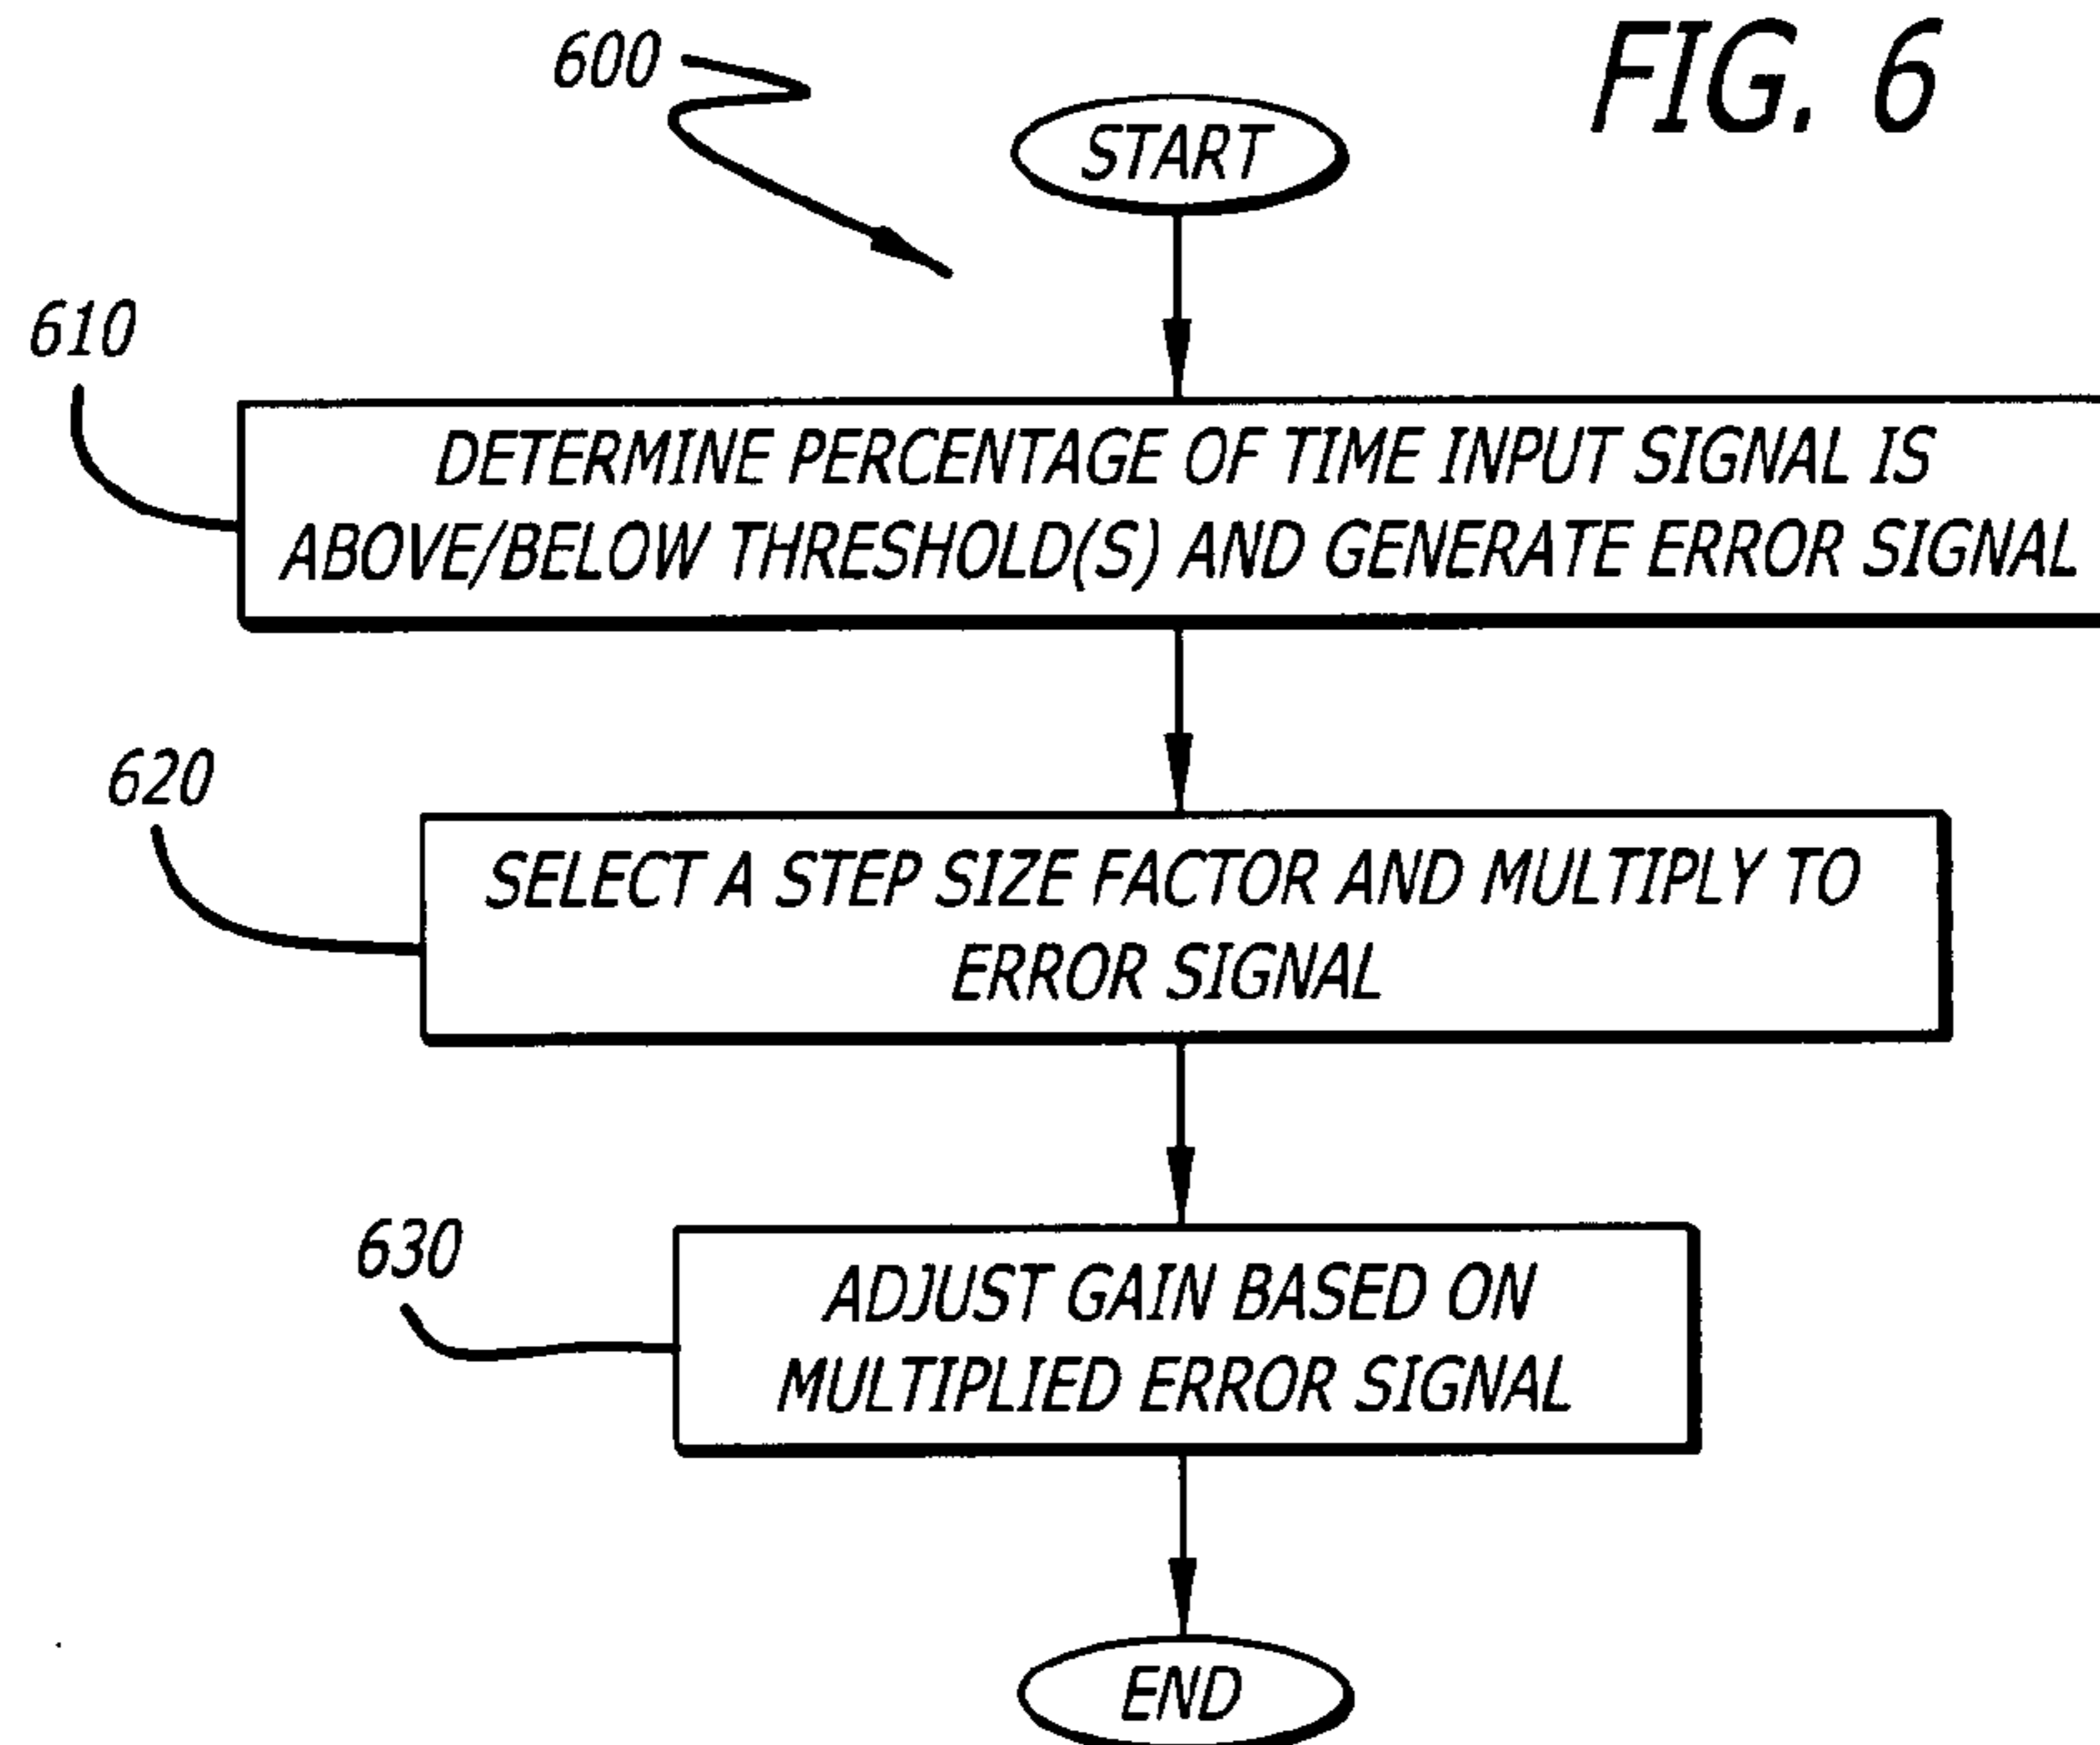 FIG. 6
600
START
610
DETERMINE PERCENTAGE OF TIME INPUT SIGNAL IS
ABOVE/BELOW THRESHOLD(S) AND GENERATE ERROR SIGNAL
620
SELECT A STEP SIZE FACTOR AND MULTIPLY TO
ERROR SIGNAL
630
ADJUST GAIN BASED ON
MULTIPLIED ERROR SIGNAL
END